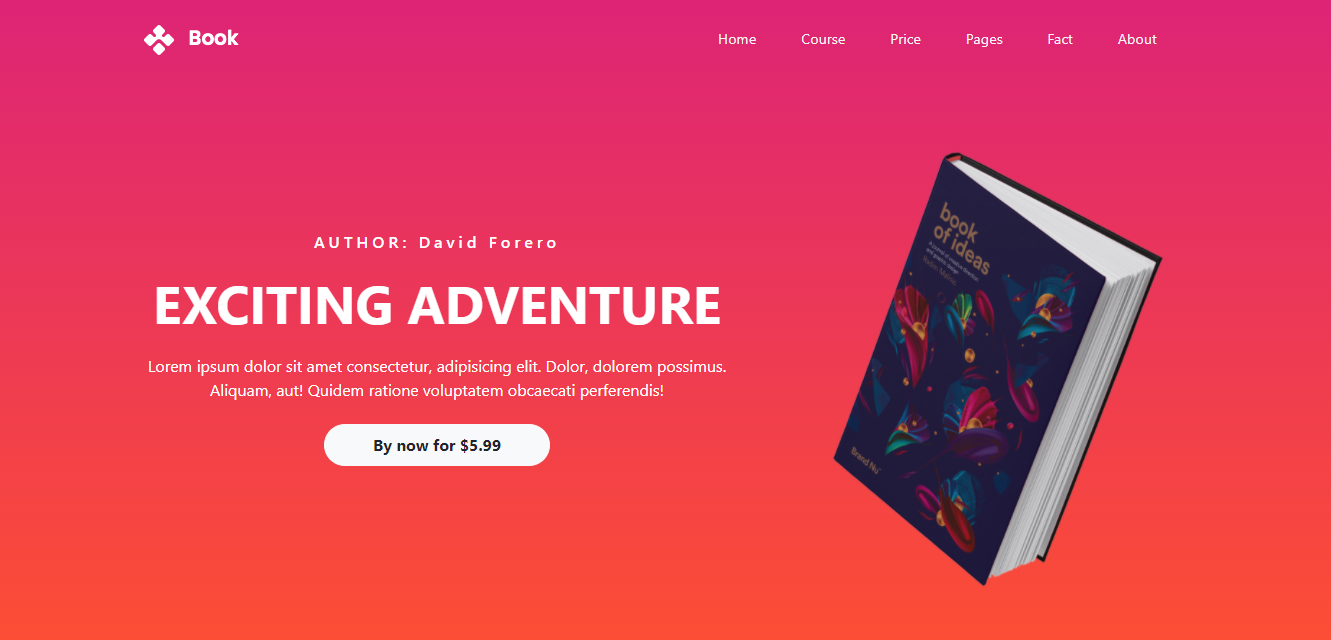 Book
Home Course Price Pages Fact About
AUTHOR: David Forero
EXCITING ADVENTURE
Lorem ipsum dolor sit amet consectetur, adipisicing elit. Dolor, dolorem possimus.
Aliquam, aut! Quidem ratione voluptatem obcaecati perferendis!
By now for $5.99
book
of ideas
Brand Nu